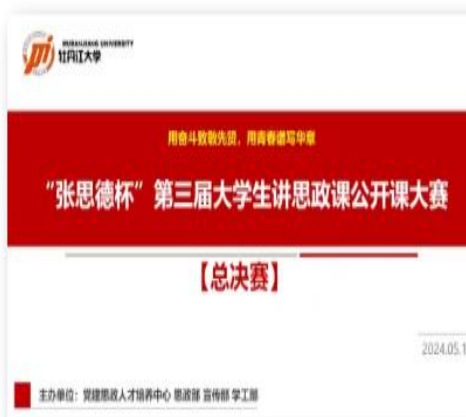 MUDANJIANG UNIVERSITY
牡丹江大学
用奋斗致敬先贤，用青春谱写华章
“张思德杯”第三届大学生讲思政课公开课大赛
【总决赛】
2024.05.1
主办单位：党建思政人才培养中心 思政部 宣传部 学工部